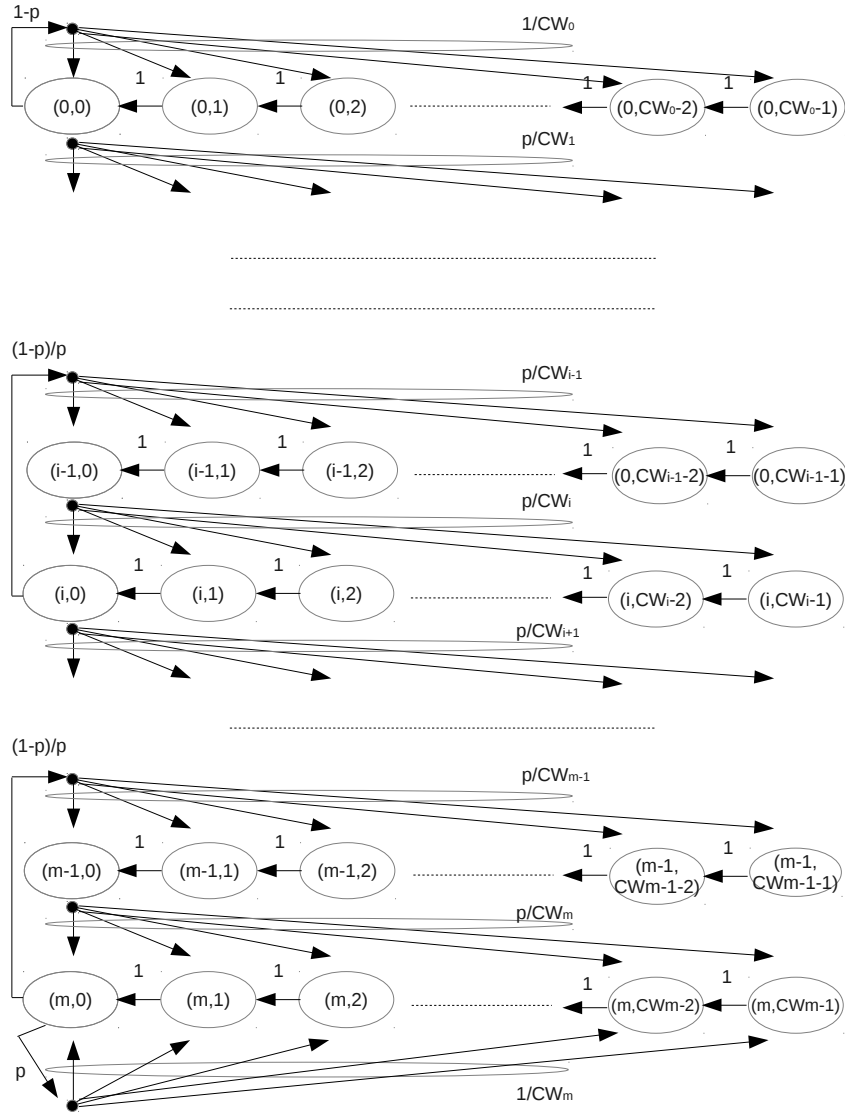 1-p
1/CW₀
1 1 1 1
(0,0) (0,1) (0,2) (0,CW₀-2) (0,CW₀-1)
p/CW₁
(1-p)/p
p/CWᵢ₋₁
1 1 1 1
(i-1,0) (i-1,1) (i-1,2) (0,CWᵢ₋₁-2) (0,CWᵢ₋₁-1)
p/CWᵢ
1 1 1 1
(i,0) (i,1) (i,2) (i,CWᵢ-2) (i,CWᵢ-1)
p/CWᵢ₊₁
(1-p)/p
p/CWₘ₋₁
1 1 1 1
(m-1,0) (m-1,1) (m-1,2) (m-1, (m-1,
CWm-1-2) CWm-1-1)
p/CWₘ
1 1 1 1
(m,0) (m,1) (m,2) (m,CWm-2) (m,CWm-1)
p
1/CWₘ